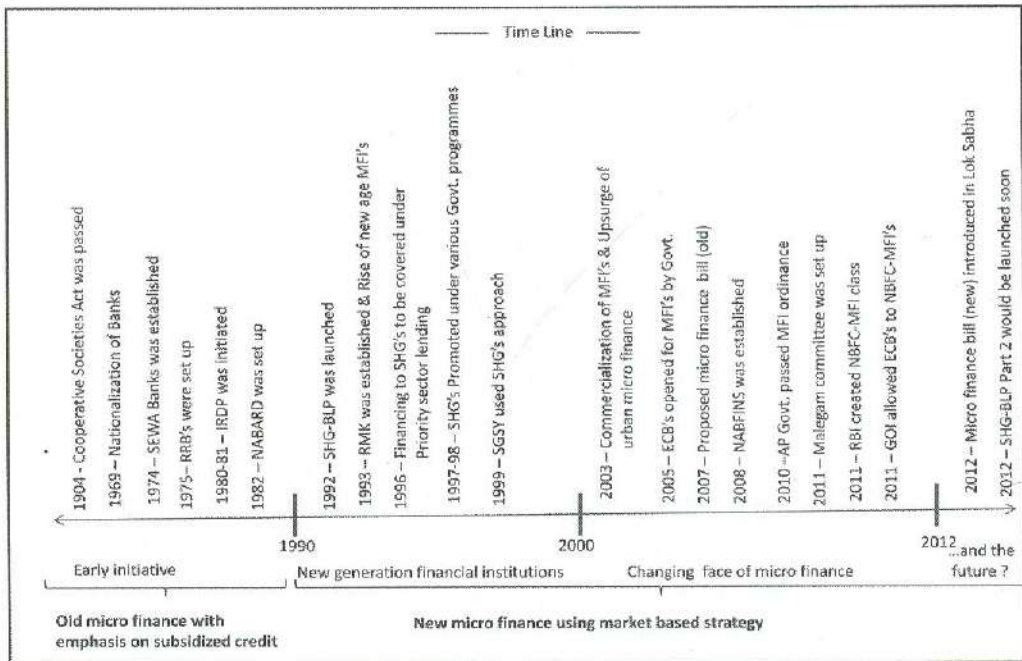 Time Line
1904 - Cooperative Societies Act was passed
1969 – Nationalization of Banks
1974 – SEWA Banks was established
1975 – RRB's were set up
1980-81 – IRDP was initiated
1982 – NABARD was set up
1992 – SHG-BLP was launched
1993 – RMK was established & Rise of new age MFI's
1996 – Financing to SHG's to be covered under
Priority sector lending
1997-98 – SHG's Promoted under various Govt. programmes
1999 – SGSY used SHG's approach
2003 – Commercialization of MFI's & Upsurge of
urban micro finance
2005 – ECB's opened for MFI's by Govt.
2007 – Proposed micro finance bill (old)
2008 – NABFINS was established
2010 –AP Govt. passed MFI ordinance
2011 – Malegam committee was set up
2011 – RBI created NBFC-MFI class
2011 – GOI allowed ECB's to NBFC-MFI's
2012 – Micro finance bill (new) introduced in Lok Sabha
2012 – SHG-BLP Part 2 would be launched soon
1990
2000
2012
Early initiative
New generation financial institutions
Changing face of micro finance
...and the
future ?
Old micro finance with
emphasis on subsidized credit
New micro finance using market based strategy